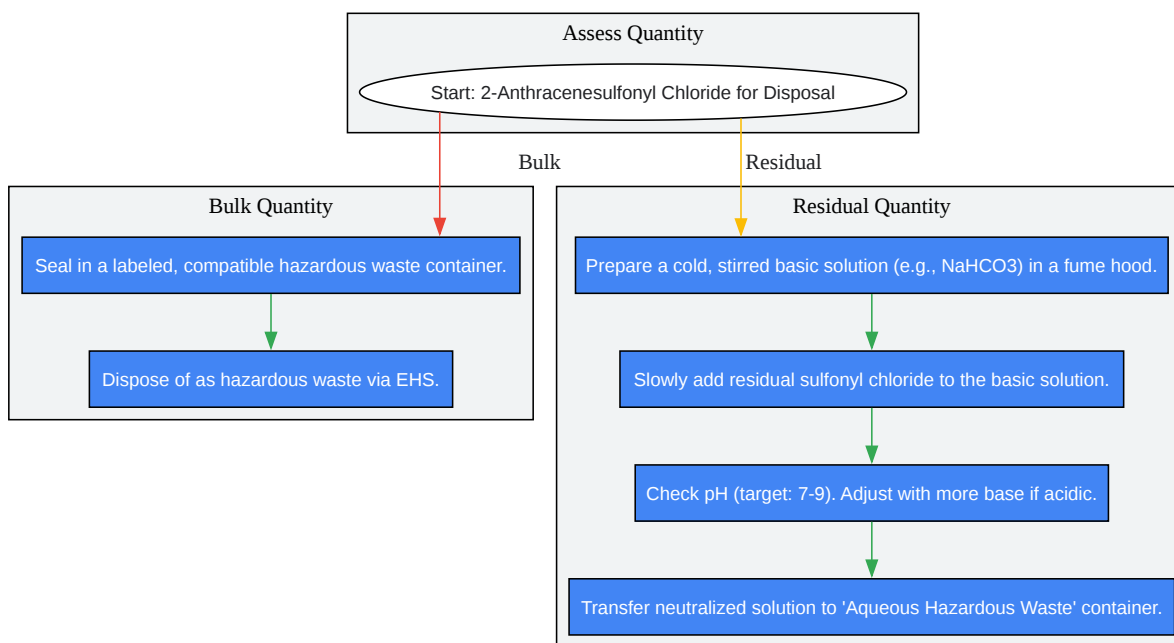 Assess Quantity
Start: 2-Anthracenesulfonyl Chloride for Disposal
Bulk
Residual
Bulk Quantity
Seal in a labeled, compatible hazardous waste container.
Dispose of as hazardous waste via EHS.
Residual Quantity
Prepare a cold, stirred basic solution (e.g., NaHCO3) in a fume hood.
Slowly add residual sulfonyl chloride to the basic solution.
Check pH (target: 7-9). Adjust with more base if acidic.
Transfer neutralized solution to 'Aqueous Hazardous Waste' container.